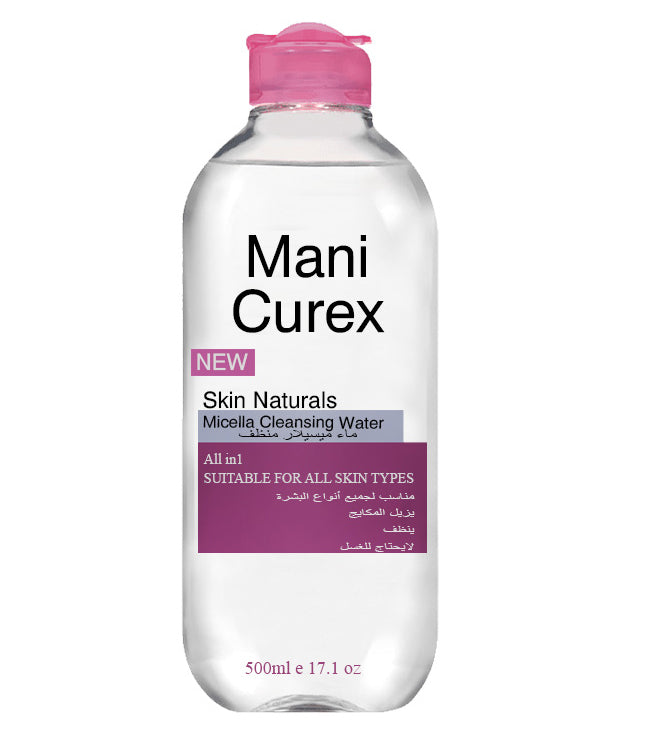 Mani
Curex
NEW
Skin Naturals
Micella Cleansing Water
ماء ميسيلار منظف
All in1
SUITABLE FOR ALL SKIN TYPES
مناسب لجميع أنواع البشرة
يزيل المكايج
ينظف
لايحتاج للغسل
500ml e 17.1 oz